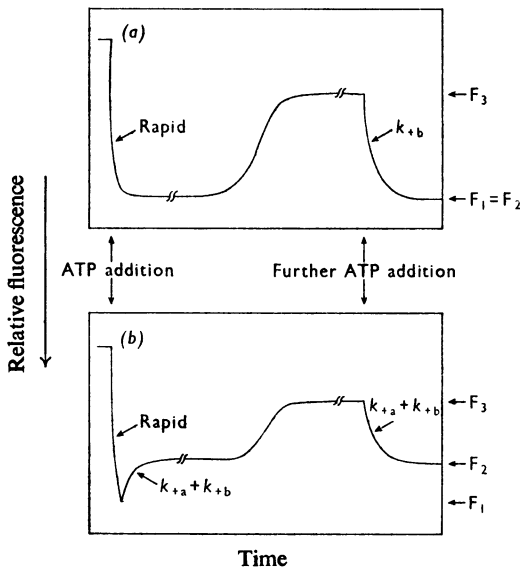 (a)
Rapid
k+b
F3
F1 = F2
Relative fluorescence
ATP addition
Further ATP addition
(b)
Rapid
k+a + k+b
k+a + k+b
F3
F2
F1
Time